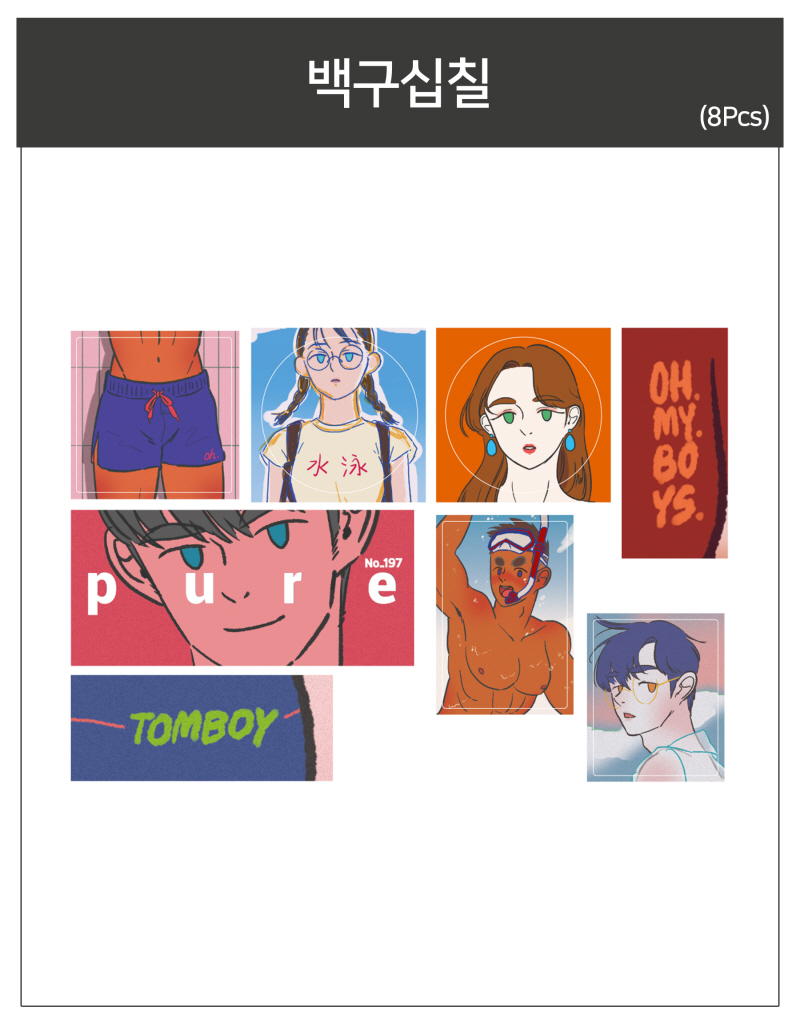 백구십칠
(8Pcs)
oh.
水 泳
OH.
MY.
BO
YS.
No..197
p u r e
TOMBOY